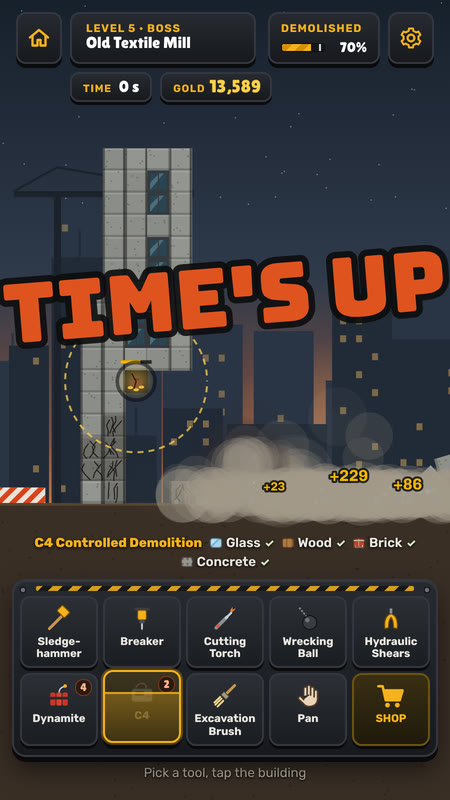 LEVEL 5 • BOSS
Old Textile Mill
DEMOLISHED
70%
TIME 0 s
GOLD 13,589
TIME'S UP
+23
+229
+86
C4 Controlled Demolition Glass ✓ Wood ✓ Brick ✓
Concrete ✓
Sledge-
hammer
Breaker
Cutting
Torch
Wrecking
Ball
Hydraulic
Shears
4
Dynamite
2
C4
Excavation
Brush
Pan
SHOP
Pick a tool, tap the building